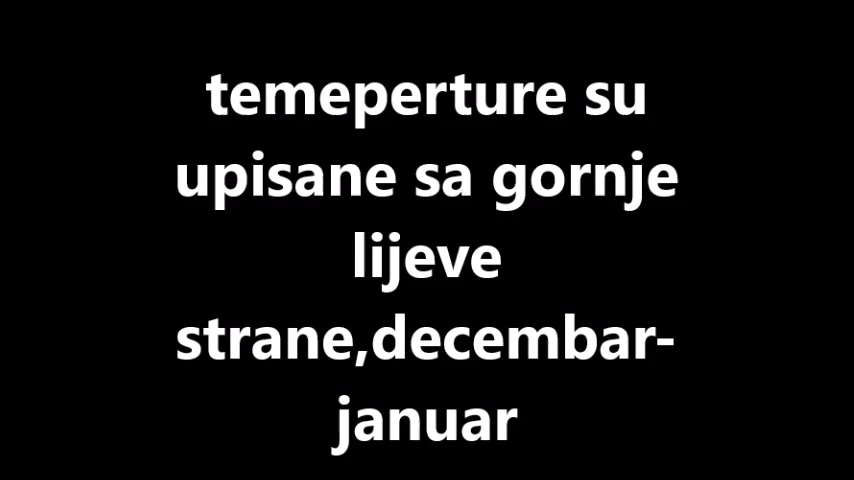 temeperture su
upisane sa gornje
lijeve
strane,decembar-
januar